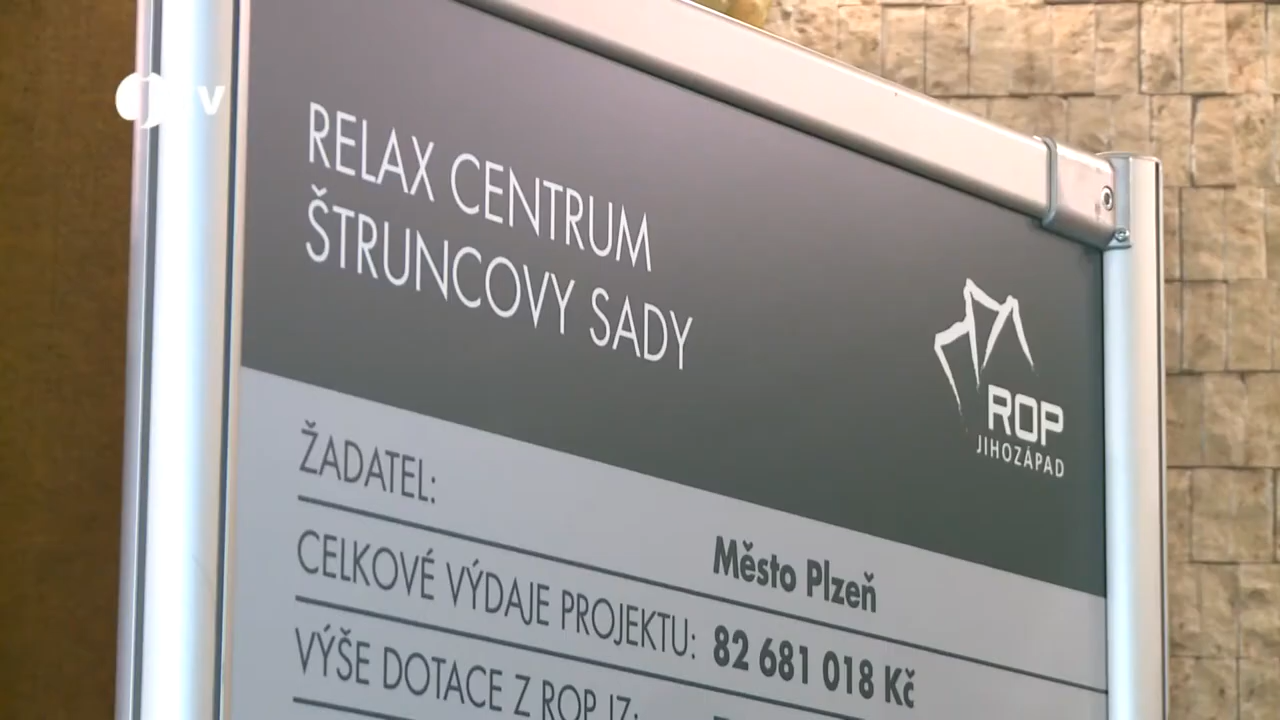 RELAX CENTRUM
ŠTRUNCOVY SADY
ROP
JIHOZÁPAD
ŽADATEL: Město Plzeň
CELKOVÉ VÝDAJE PROJEKTU: 82 681 018 Kč
VÝŠE DOTACE Z ROP JZ: